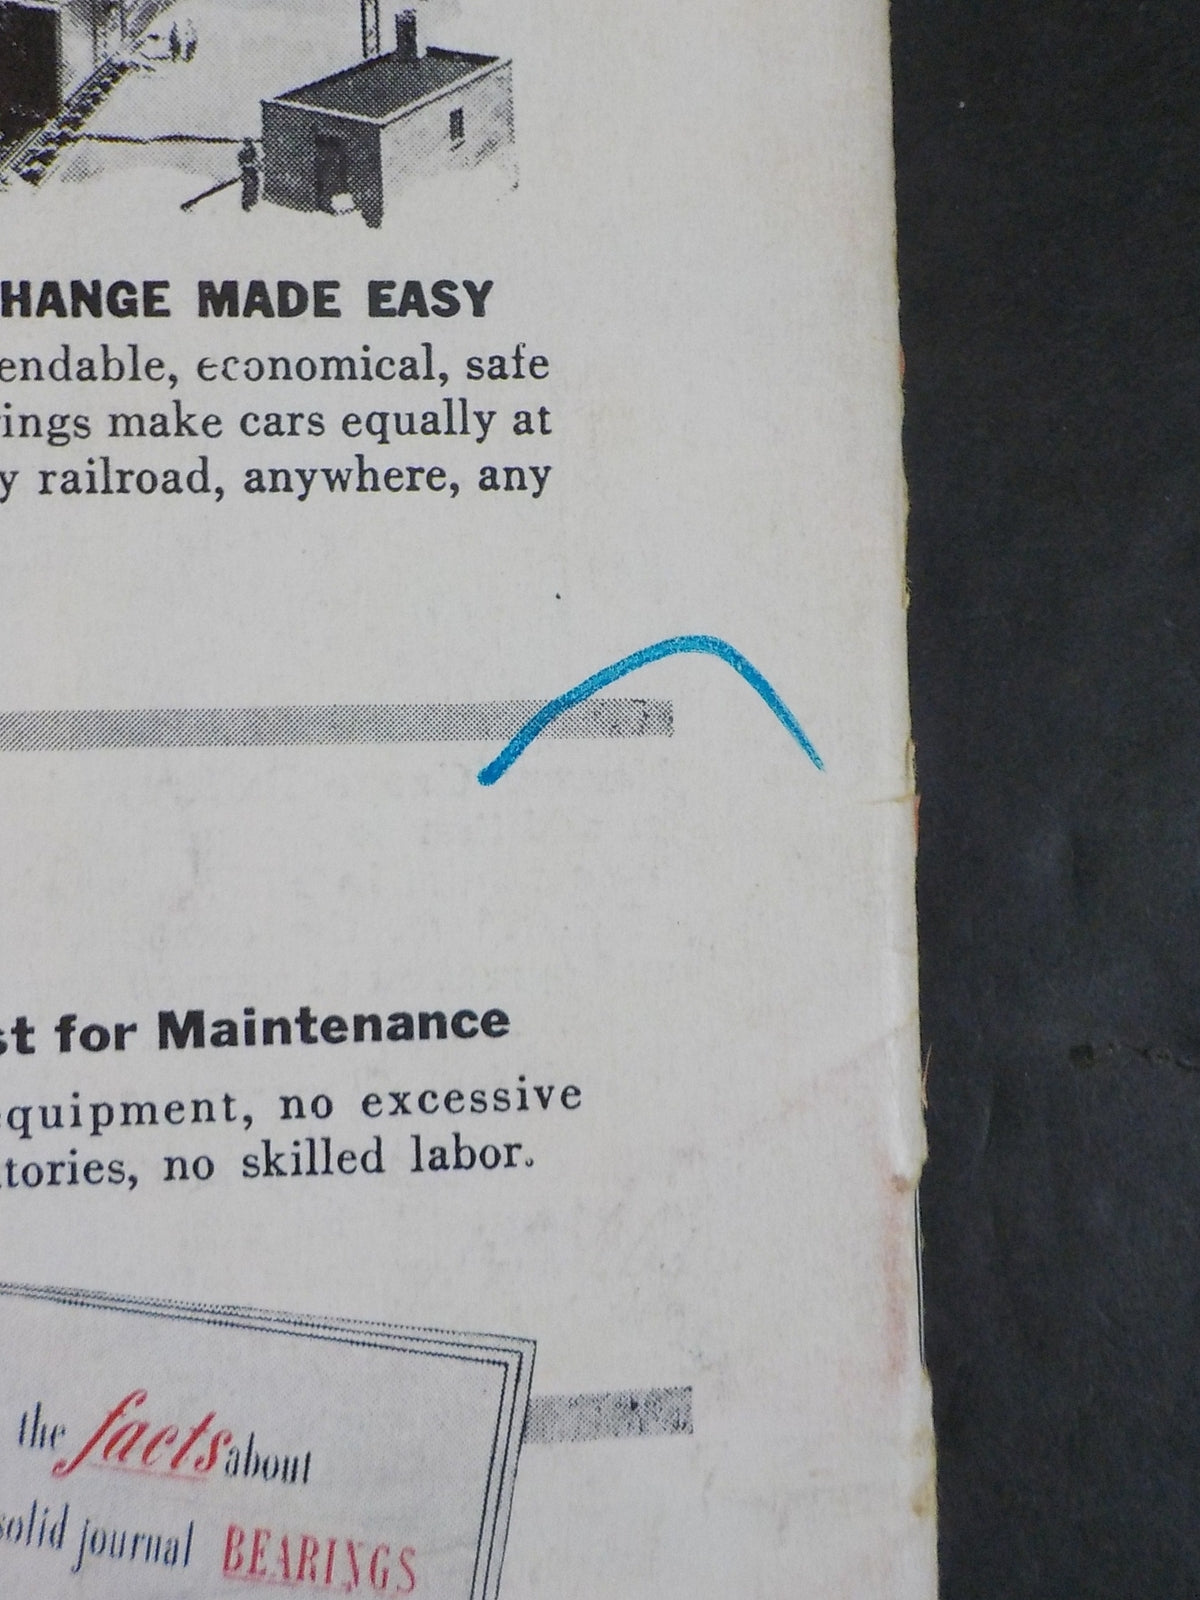 HANGE MADE EASY
endable, economical, safe
ings make cars equally at
y railroad, anywhere, any
st for Maintenance
equipment, no excessive
tories, no skilled labor.
the facts about
solid journal BEARINGS